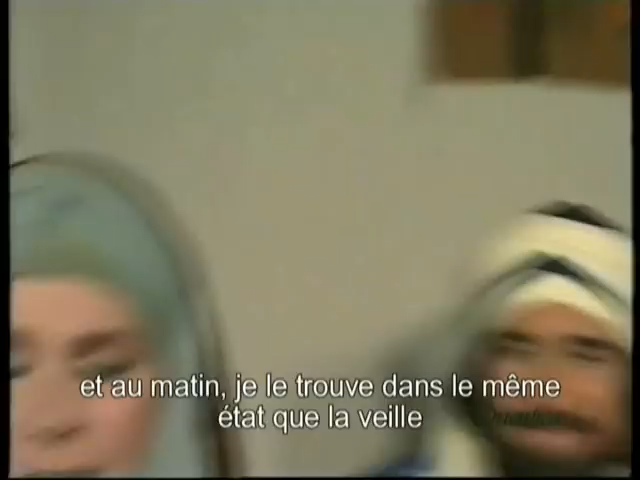 et au matin, je le trouve dans le même
état que la veille